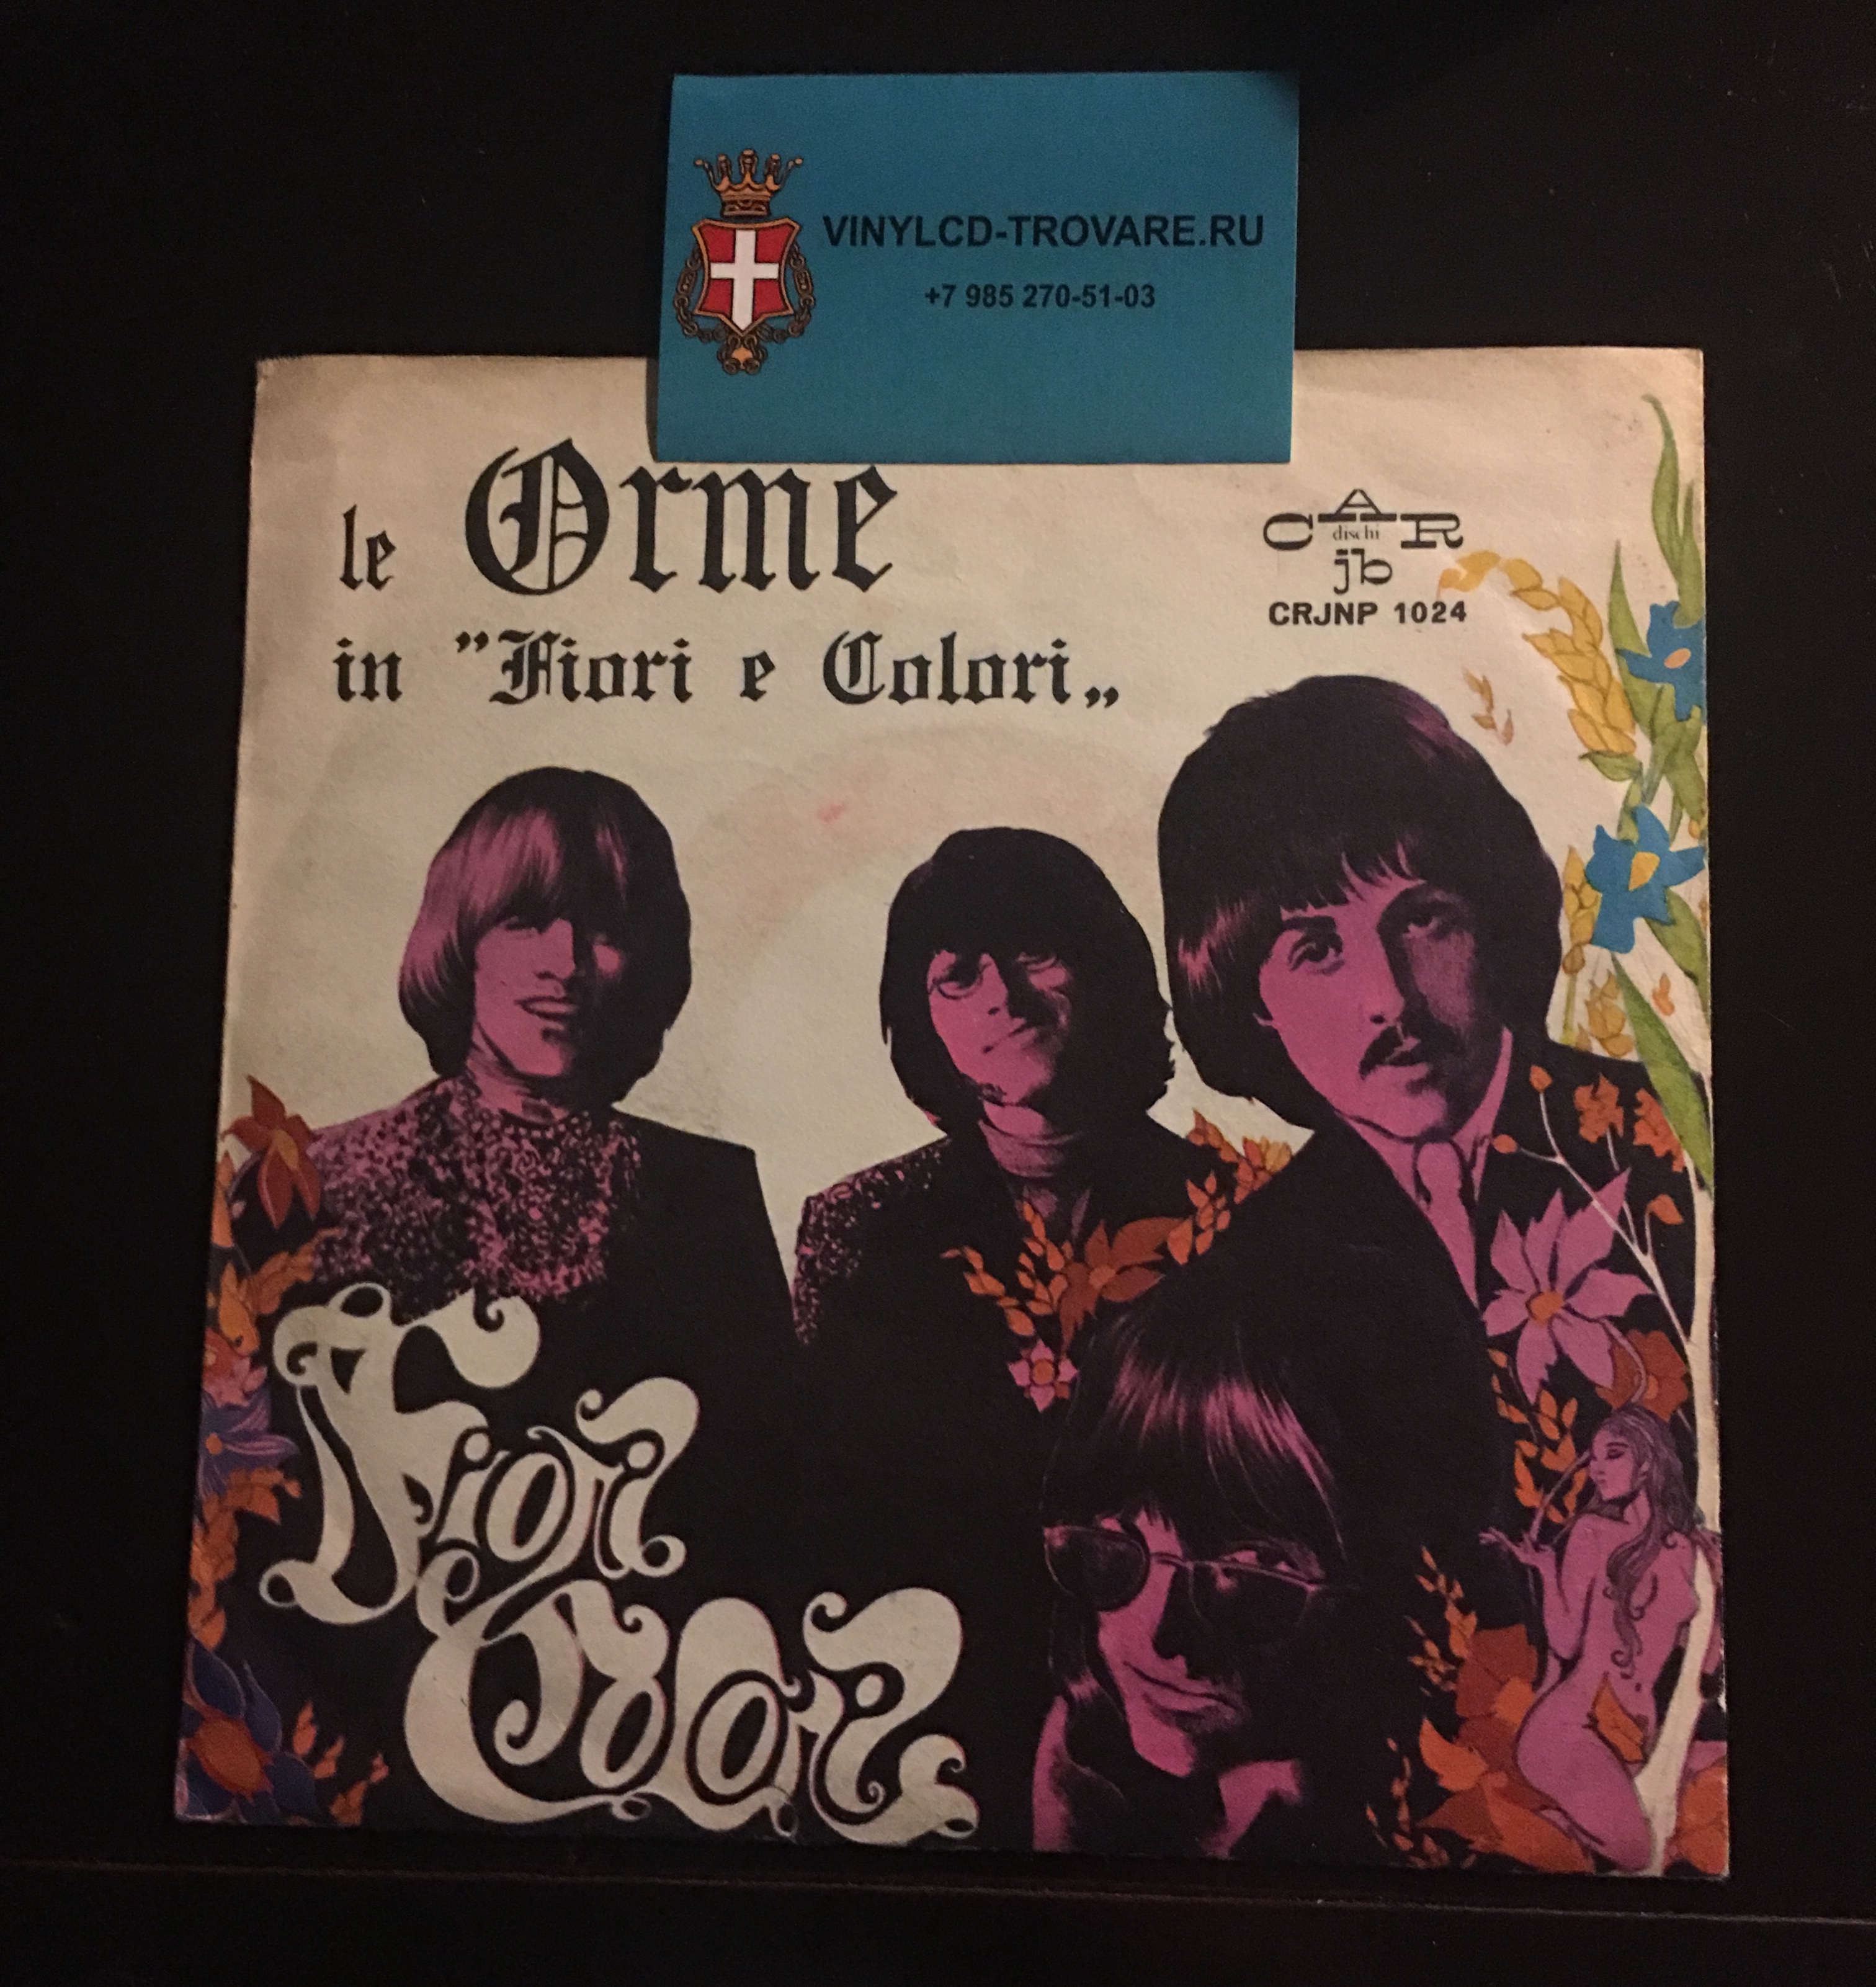 VINYLCD-TROVARE.RU
+7 985 270-51-03
le Orme
in "Fiori e Colori„
CAR
dischi
jb
CRJNP 1024
Fiori
e
Colori